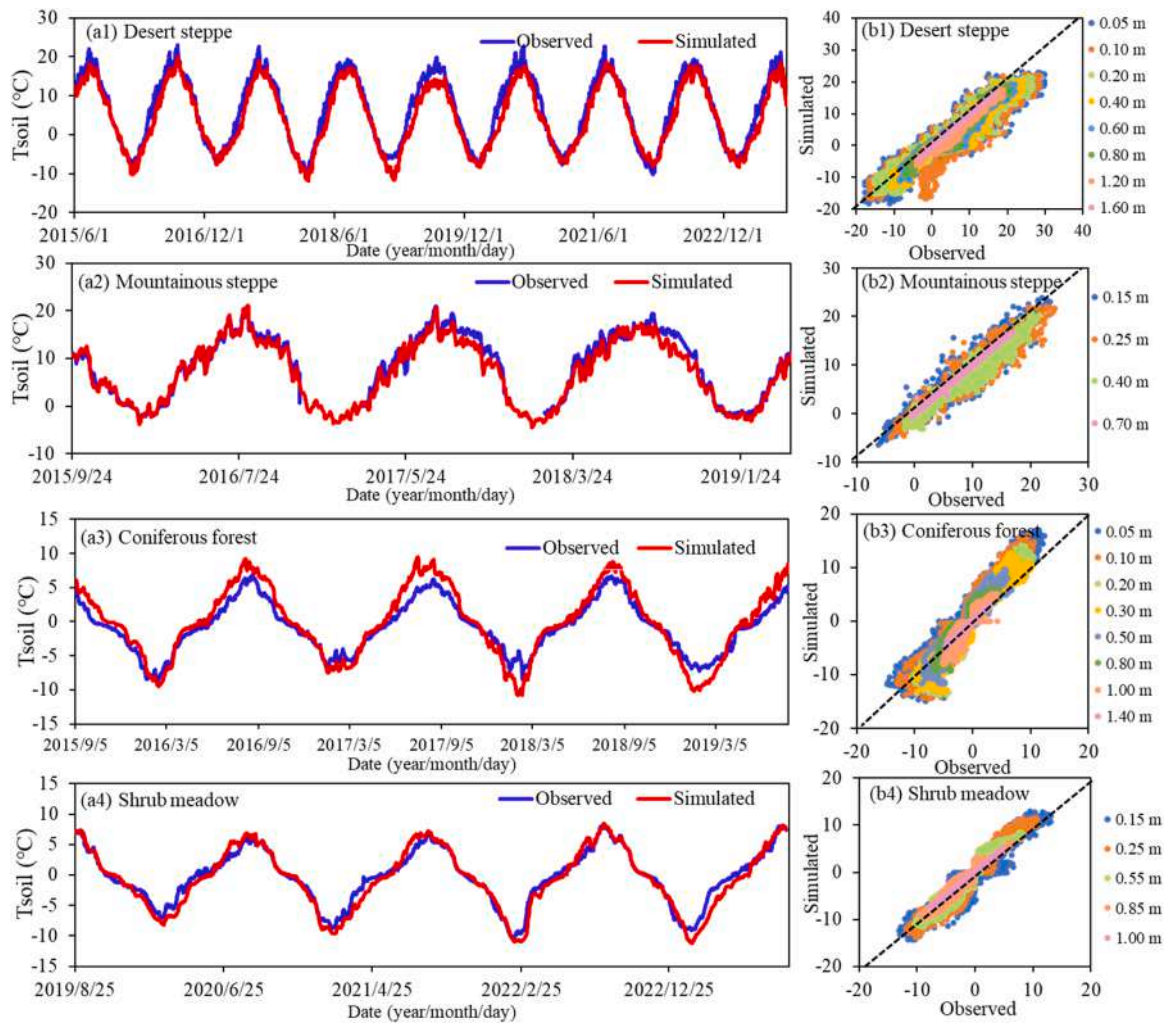 (a1) Desert steppe
Observed
Simulated
Tsoil (°C)
30
20
10
0
-10
-20
2015/6/1
2016/12/1
2018/6/1
2019/12/1
2021/6/1
2022/12/1
Date (year/month/day)
(b1) Desert steppe
Simulated
40
30
20
10
0
-10
-20
-20
-10
0
10
20
30
40
Observed
0.05 m
0.10 m
0.20 m
0.40 m
0.60 m
0.80 m
1.20 m
1.60 m
(a2) Mountainous steppe
Observed
Simulated
Tsoil (°C)
30
20
10
0
-10
2015/9/24
2016/7/24
2017/5/24
2018/3/24
2019/1/24
Date (year/month/day)
(b2) Mountainous steppe
Simulated
30
20
10
0
-10
-10
0
10
20
30
Observed
0.15 m
0.25 m
0.40 m
0.70 m
(a3) Coniferous forest
Observed
Simulated
Tsoil (°C)
15
10
5
0
-5
-10
-15
2015/9/5
2016/3/5
2016/9/5
2017/3/5
2017/9/5
2018/3/5
2018/9/5
2019/3/5
Date (year/month/day)
(b3) Coniferous forest
Simulated
20
10
0
-10
-20
-20
-10
0
10
20
Observed
0.05 m
0.10 m
0.20 m
0.30 m
0.50 m
0.80 m
1.00 m
1.40 m
(a4) Shrub meadow
Observed
Simulated
Tsoil (°C)
15
10
5
0
-5
-10
-15
2019/8/25
2020/6/25
2021/4/25
2022/2/25
2022/12/25
Date (year/month/day)
(b4) Shrub meadow
Simulated
20
10
0
-10
-20
-20
-10
0
10
20
Observed
0.15 m
0.25 m
0.55 m
0.85 m
1.00 m